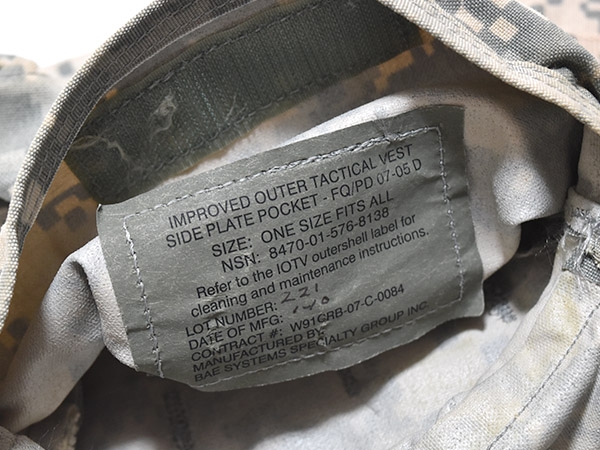 IMPROVED OUTER TACTICAL VEST
SIDE PLATE POCKET - FQ/PD 07-05 D
SIZE: ONE SIZE FITS ALL
NSN: 8470-01-576-8138
Refer to the IOTV outershell label for
cleaning and maintenance instructions.
LOT NUMBER: 221
DATE OF MFG:
CONTRACT #: W91CRB-07-C-0084
MANUFACTURED BY:
BAE SYSTEMS SPECIALTY GROUP INC.